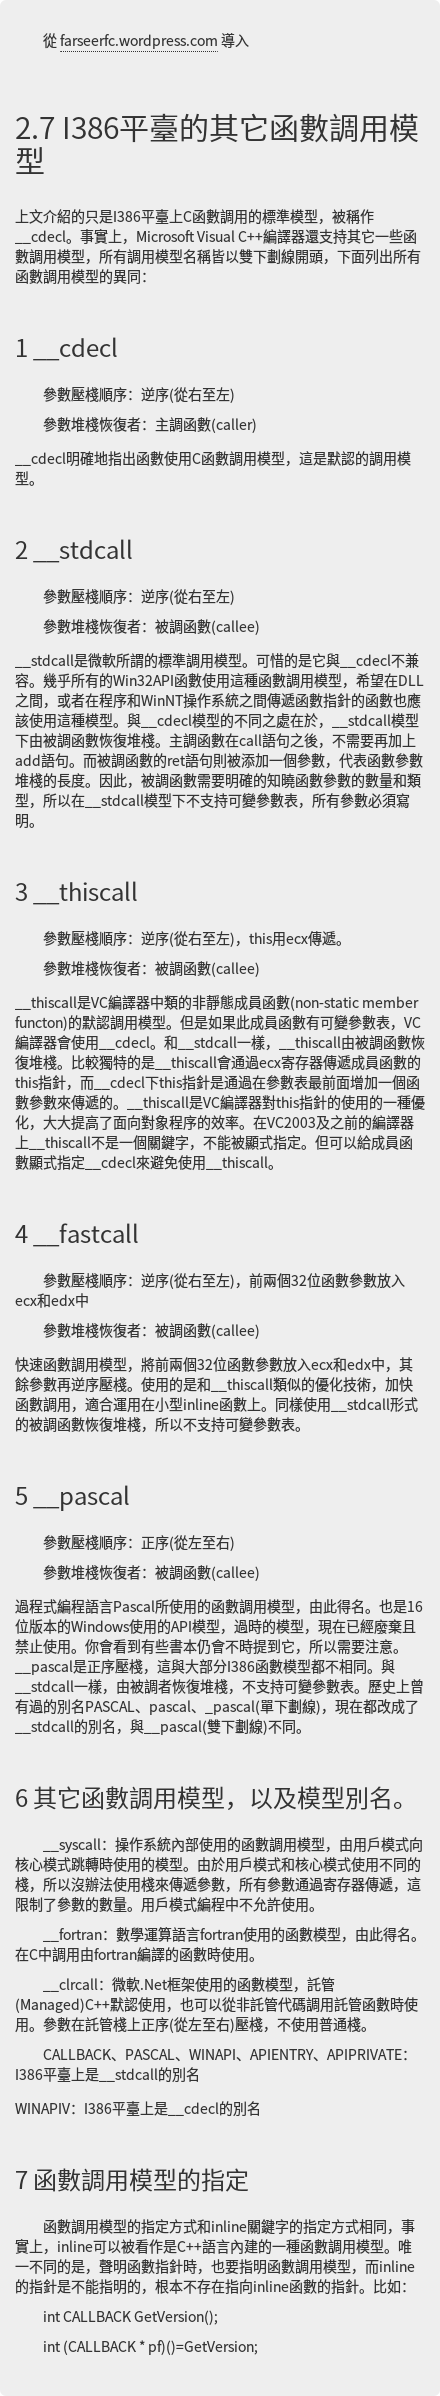 從 farseerfc.wordpress.com 導入
2.7 I386平臺的其它函數調用模
型
上文介紹的只是I386平臺上C函數調用的標準模型，被稱作
__cdecl。事實上，Microsoft Visual C++編譯器還支持其它一些函
數調用模型，所有調用模型名稱皆以雙下劃線開頭，下面列出所有
函數調用模型的異同：
1 __cdecl
參數壓棧順序：逆序(從右至左)
參數堆棧恢復者：主調函數(caller)
__cdecl明確地指出函數使用C函數調用模型，這是默認的調用模
型。
2 __stdcall
參數壓棧順序：逆序(從右至左)
參數堆棧恢復者：被調函數(callee)
__stdcall是微軟所謂的標準調用模型。可惜的是它與__cdecl不兼
容。幾乎所有的Win32API函數使用這種函數調用模型，希望在DLL
之間，或者在程序和WinNT操作系統之間傳遞函數指針的函數也應
該使用這種模型。與__cdecl模型的不同之處在於，__stdcall模型
下由被調函數恢復堆棧。主調函數在call語句之後，不需要再加上
add語句。而被調函數的ret語句則被添加一個參數，代表函數參數
堆棧的長度。因此，被調函數需要明確的知曉函數參數的數量和類
型，所以在__stdcall模型下不支持可變參數表，所有參數必須寫
明。
3 __thiscall
參數壓棧順序：逆序(從右至左)，this用ecx傳遞。
參數堆棧恢復者：被調函數(callee)
__thiscall是VC編譯器中類的非靜態成員函數(non-static member
functon)的默認調用模型。但是如果此成員函數有可變參數表，VC
編譯器會使用__cdecl。和__stdcall一樣，__thiscall由被調函數恢
復堆棧。比較獨特的是__thiscall會通過ecx寄存器傳遞成員函數的
this指針，而__cdecl下this指針是通過在參數表最前面增加一個函
數參數來傳遞的。__thiscall是VC編譯器對this指針的使用的一種優
化，大大提高了面向對象程序的效率。在VC2003及之前的編譯器
上__thiscall不是一個關鍵字，不能被顯式指定。但可以給成員函
數顯式指定__cdecl來避免使用__thiscall。
4 __fastcall
參數壓棧順序：逆序(從右至左)，前兩個32位函數參數放入
ecx和edx中
參數堆棧恢復者：被調函數(callee)
快速函數調用模型，將前兩個32位函數參數放入ecx和edx中，其
餘參數再逆序壓棧。使用的是和__thiscall類似的優化技術，加快
函數調用，適合運用在小型inline函數上。同樣使用__stdcall形式
的被調函數恢復堆棧，所以不支持可變參數表。
5 __pascal
參數壓棧順序：正序(從左至右)
參數堆棧恢復者：被調函數(callee)
過程式編程語言Pascal所使用的函數調用模型，由此得名。也是16
位版本的Windows使用的API模型，過時的模型，現在已經廢棄且
禁止使用。你會看到有些書本仍會不時提到它，所以需要注意。
__pascal是正序壓棧，這與大部分I386函數模型都不相同。與
__stdcall一樣，由被調者恢復堆棧，不支持可變參數表。歷史上曾
有過的別名PASCAL、pascal、_pascal(單下劃線)，現在都改成了
__stdcall的別名，與__pascal(雙下劃線)不同。
6 其它函數調用模型，以及模型別名。
__syscall：操作系統內部使用的函數調用模型，由用戶模式向
核心模式跳轉時使用的模型。由於用戶模式和核心模式使用不同的
棧，所以沒辦法使用棧來傳遞參數，所有參數通過寄存器傳遞，這
限制了參數的數量。用戶模式編程中不允許使用。
__fortran：數學運算語言fortran使用的函數模型，由此得名。
在C中調用由fortran編譯的函數時使用。
__clrcall：微軟.Net框架使用的函數模型，託管
(Managed)C++默認使用，也可以從非託管代碼調用託管函數時使
用。參數在託管棧上正序(從左至右)壓棧，不使用普通棧。
CALLBACK、PASCAL、WINAPI、APIENTRY、APIPRIVATE：
I386平臺上是__stdcall的別名
WINAPIV：I386平臺上是__cdecl的別名
7 函數調用模型的指定
函數調用模型的指定方式和inline關鍵字的指定方式相同，事
實上，inline可以被看作是C++語言內建的一種函數調用模型。唯
一不同的是，聲明函數指針時，也要指明函數調用模型，而inline
的指針是不能指明的，根本不存在指向inline函數的指針。比如：
int CALLBACK GetVersion();
int (CALLBACK * pf)()=GetVersion;